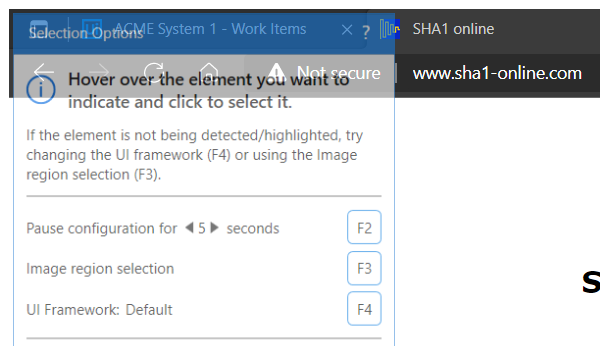 Selection Options
ACME System 1 - Work Items
?
SHA1 online
Not secure
www.sha1-online.com
Hover over the element you want to
indicate and click to select it.
If the element is not being detected/highlighted, try
changing the UI framework (F4) or using the Image
region selection (F3).
Pause configuration for 5 seconds
F2
Image region selection
F3
UI Framework: Default
F4
S